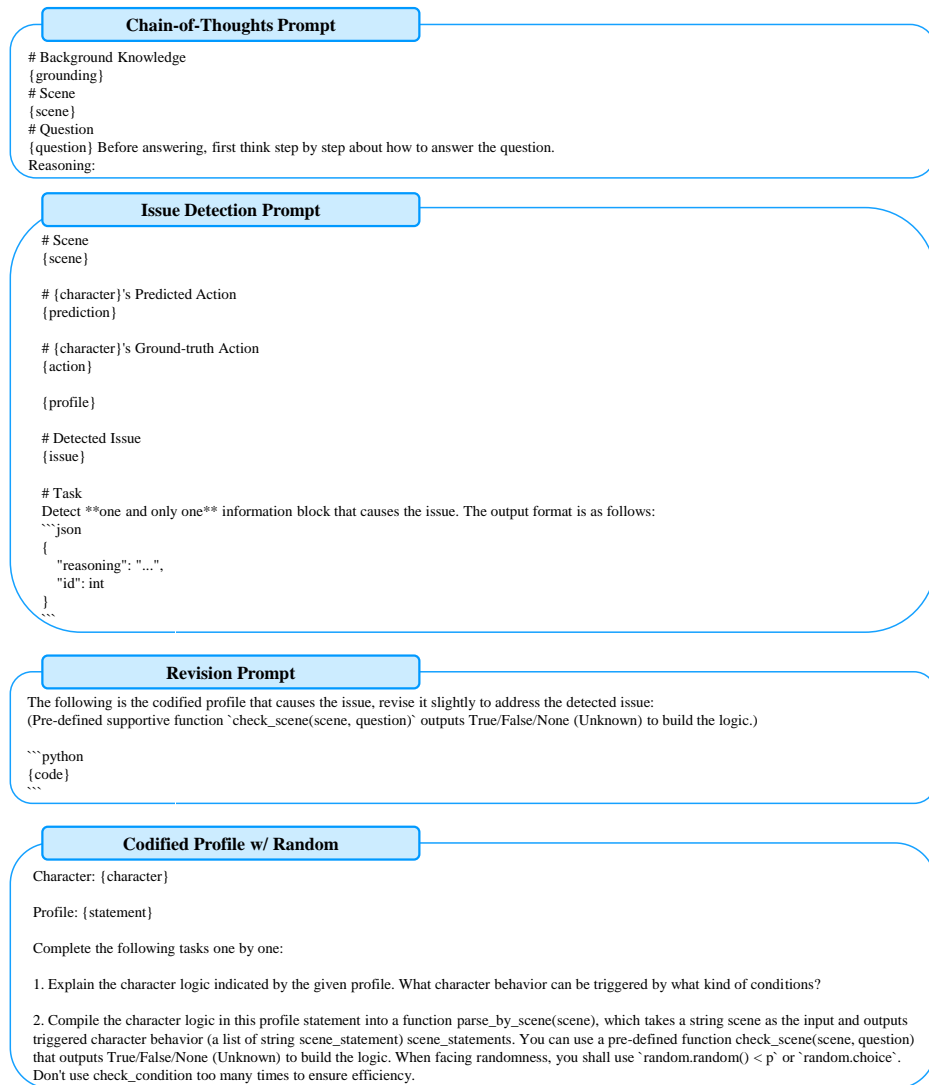 Chain-of-Thoughts Prompt
# Background Knowledge
{grounding}
# Scene
{scene}
# Question
{question} Before answering, first think step by step about how to answer the question.
Reasoning:
Issue Detection Prompt
# Scene
{scene}
# {character}'s Predicted Action
{prediction}
# {character}'s Ground-truth Action
{action}
{profile}
# Detected Issue
{issue}
# Task
Detect **one and only one** information block that causes the issue. The output format is as follows:
```json
{
"reasoning": "...",
"id": int
}
```
Revision Prompt
The following is the codified profile that causes the issue, revise it slightly to address the detected issue:
(Pre-defined supportive function `check_scene(scene, question)` outputs True/False/None (Unknown) to build the logic.)
```python
{code}
```
Codified Profile w/ Random
Character: {character}
Profile: {statement}
Complete the following tasks one by one:
1. Explain the character logic indicated by the given profile. What character behavior can be triggered by what kind of conditions?
2. Compile the character logic in this profile statement into a function parse_by_scene(scene), which takes a string scene as the input and outputs
triggered character behavior (a list of string scene_statement) scene_statements. You can use a pre-defined function check_scene(scene, question)
that outputs True/False/None (Unknown) to build the logic. When facing randomness, you shall use `random.random() < p` or `random.choice`.
Don't use check_condition too many times to ensure efficiency.